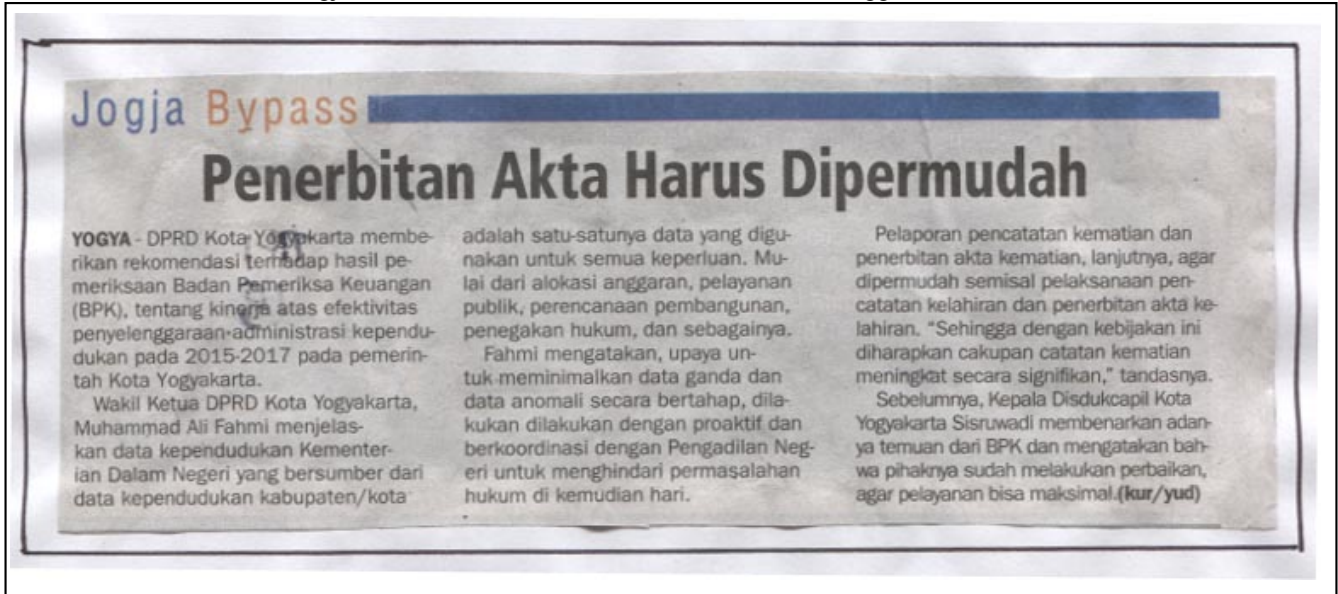 Jogja Bypass
Penerbitan Akta Harus Dipermudah
YOGYA - DPRD Kota Yogyakarta membe-
rikan rekomendasi terhadap hasil pe-
meriksaan Badan Pemeriksa Keuangan
(BPK), tentang kinerja atas efektivitas
penyelenggaraan administrasi kependu-
dukan pada 2015-2017 pada pemerin-
tah Kota Yogyakarta.
Wakil Ketua DPRD Kota Yogyakarta,
Muhammad Ali Fahmi menjelas-
kan data kependudukan Kementer-
ian Dalam Negeri yang bersumber dari
data kependudukan kabupaten/kota
adalah satu-satunya data yang digu-
nakan untuk semua keperluan. Mu-
lai dari alokasi anggaran, pelayanan
publik, perencanaan pembangunan,
penegakan hukum, dan sebagainya.
Fahmi mengatakan, upaya un-
tuk meminimalkan data ganda dan
data anomali secara bertahap, dila-
kukan dilakukan dengan proaktif dan
berkoordinasi dengan Pengadilan Neg-
eri untuk menghindari permasalahan
hukum di kemudian hari.
Pelaporan pencatatan kematian dan
penerbitan akta kematian, lanjutnya, agar
dipermudah semisal pelaksanaan pen-
catatan kelahiran dan penerbitan akta ke-
lahiran. "Sehingga dengan kebijakan ini
diharapkan cakupan catatan kematian
meningkat secara signifikan," tandasnya.
Sebelumnya, Kepala Disdukcapil Kota
Yogyakarta Sisruwadi membenarkan adan-
ya temuan dari BPK dan mengatakan bah-
wa pihaknya sudah melakukan perbaikan,
agar pelayanan bisa maksimal.(kur/yud)